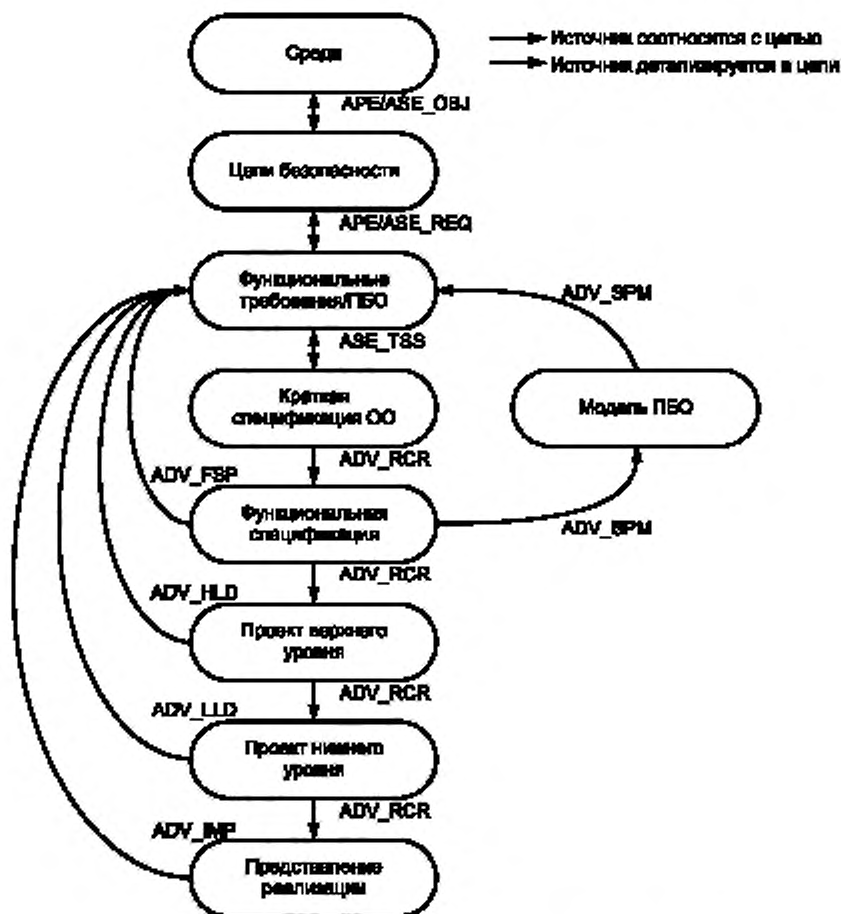 Среда
Источник соотносится с целью
Источник детализируется в цели
APE/ASE_OBJ
Цели безопасности
APE/ASE_REQ
Функциональные
требования/ПБО
ADV_SPM
ASE_TSS
Краткая
спецификация ОО
Модель ПБО
ADV_RCR
ADV_FSP
Функциональная
спецификация
ADV_SPM
ADV_RCR
ADV_HLD
Проект верхнего
уровня
ADV_RCR
ADV_LLD
Проект нижнего
уровня
ADV_RCR
ADV_IMP
Представление
реализации